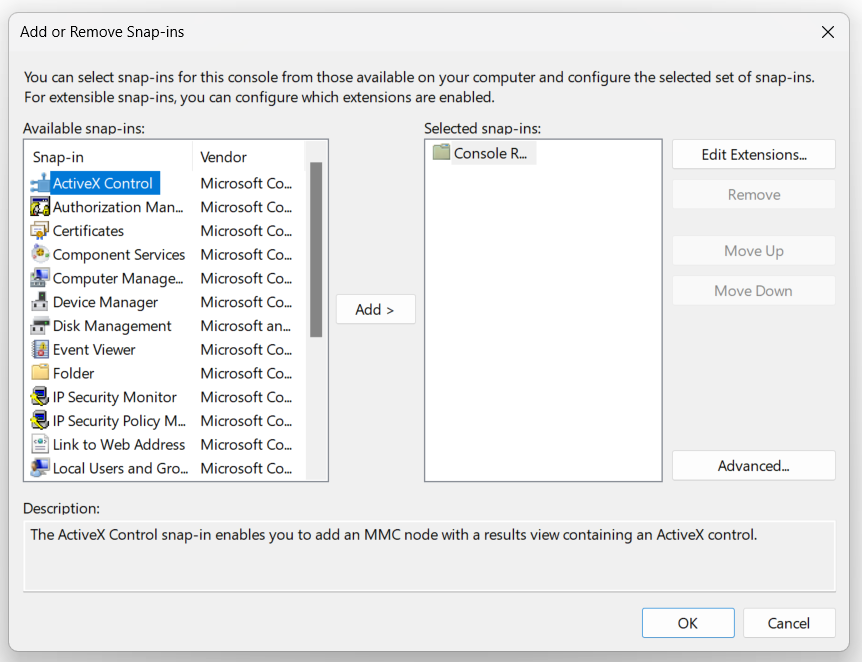 Add or Remove Snap-ins
You can select snap-ins for this console from those available on your computer and configure the selected set of snap-ins.
For extensible snap-ins, you can configure which extensions are enabled.
Available snap-ins:
Snap-in Vendor
ActiveX Control Microsoft Co...
Authorization Man... Microsoft Co...
Certificates Microsoft Co...
Component Services Microsoft Co...
Computer Manage... Microsoft Co...
Device Manager Microsoft Co...
Disk Management Microsoft an...
Event Viewer Microsoft Co...
Folder Microsoft Co...
IP Security Monitor Microsoft Co...
IP Security Policy M... Microsoft Co...
Link to Web Address Microsoft Co...
Local Users and Gro... Microsoft Co...
Add >
Selected snap-ins:
Console R...
Edit Extensions...
Remove
Move Up
Move Down
Advanced...
Description:
The ActiveX Control snap-in enables you to add an MMC node with a results view containing an ActiveX control.
OK
Cancel